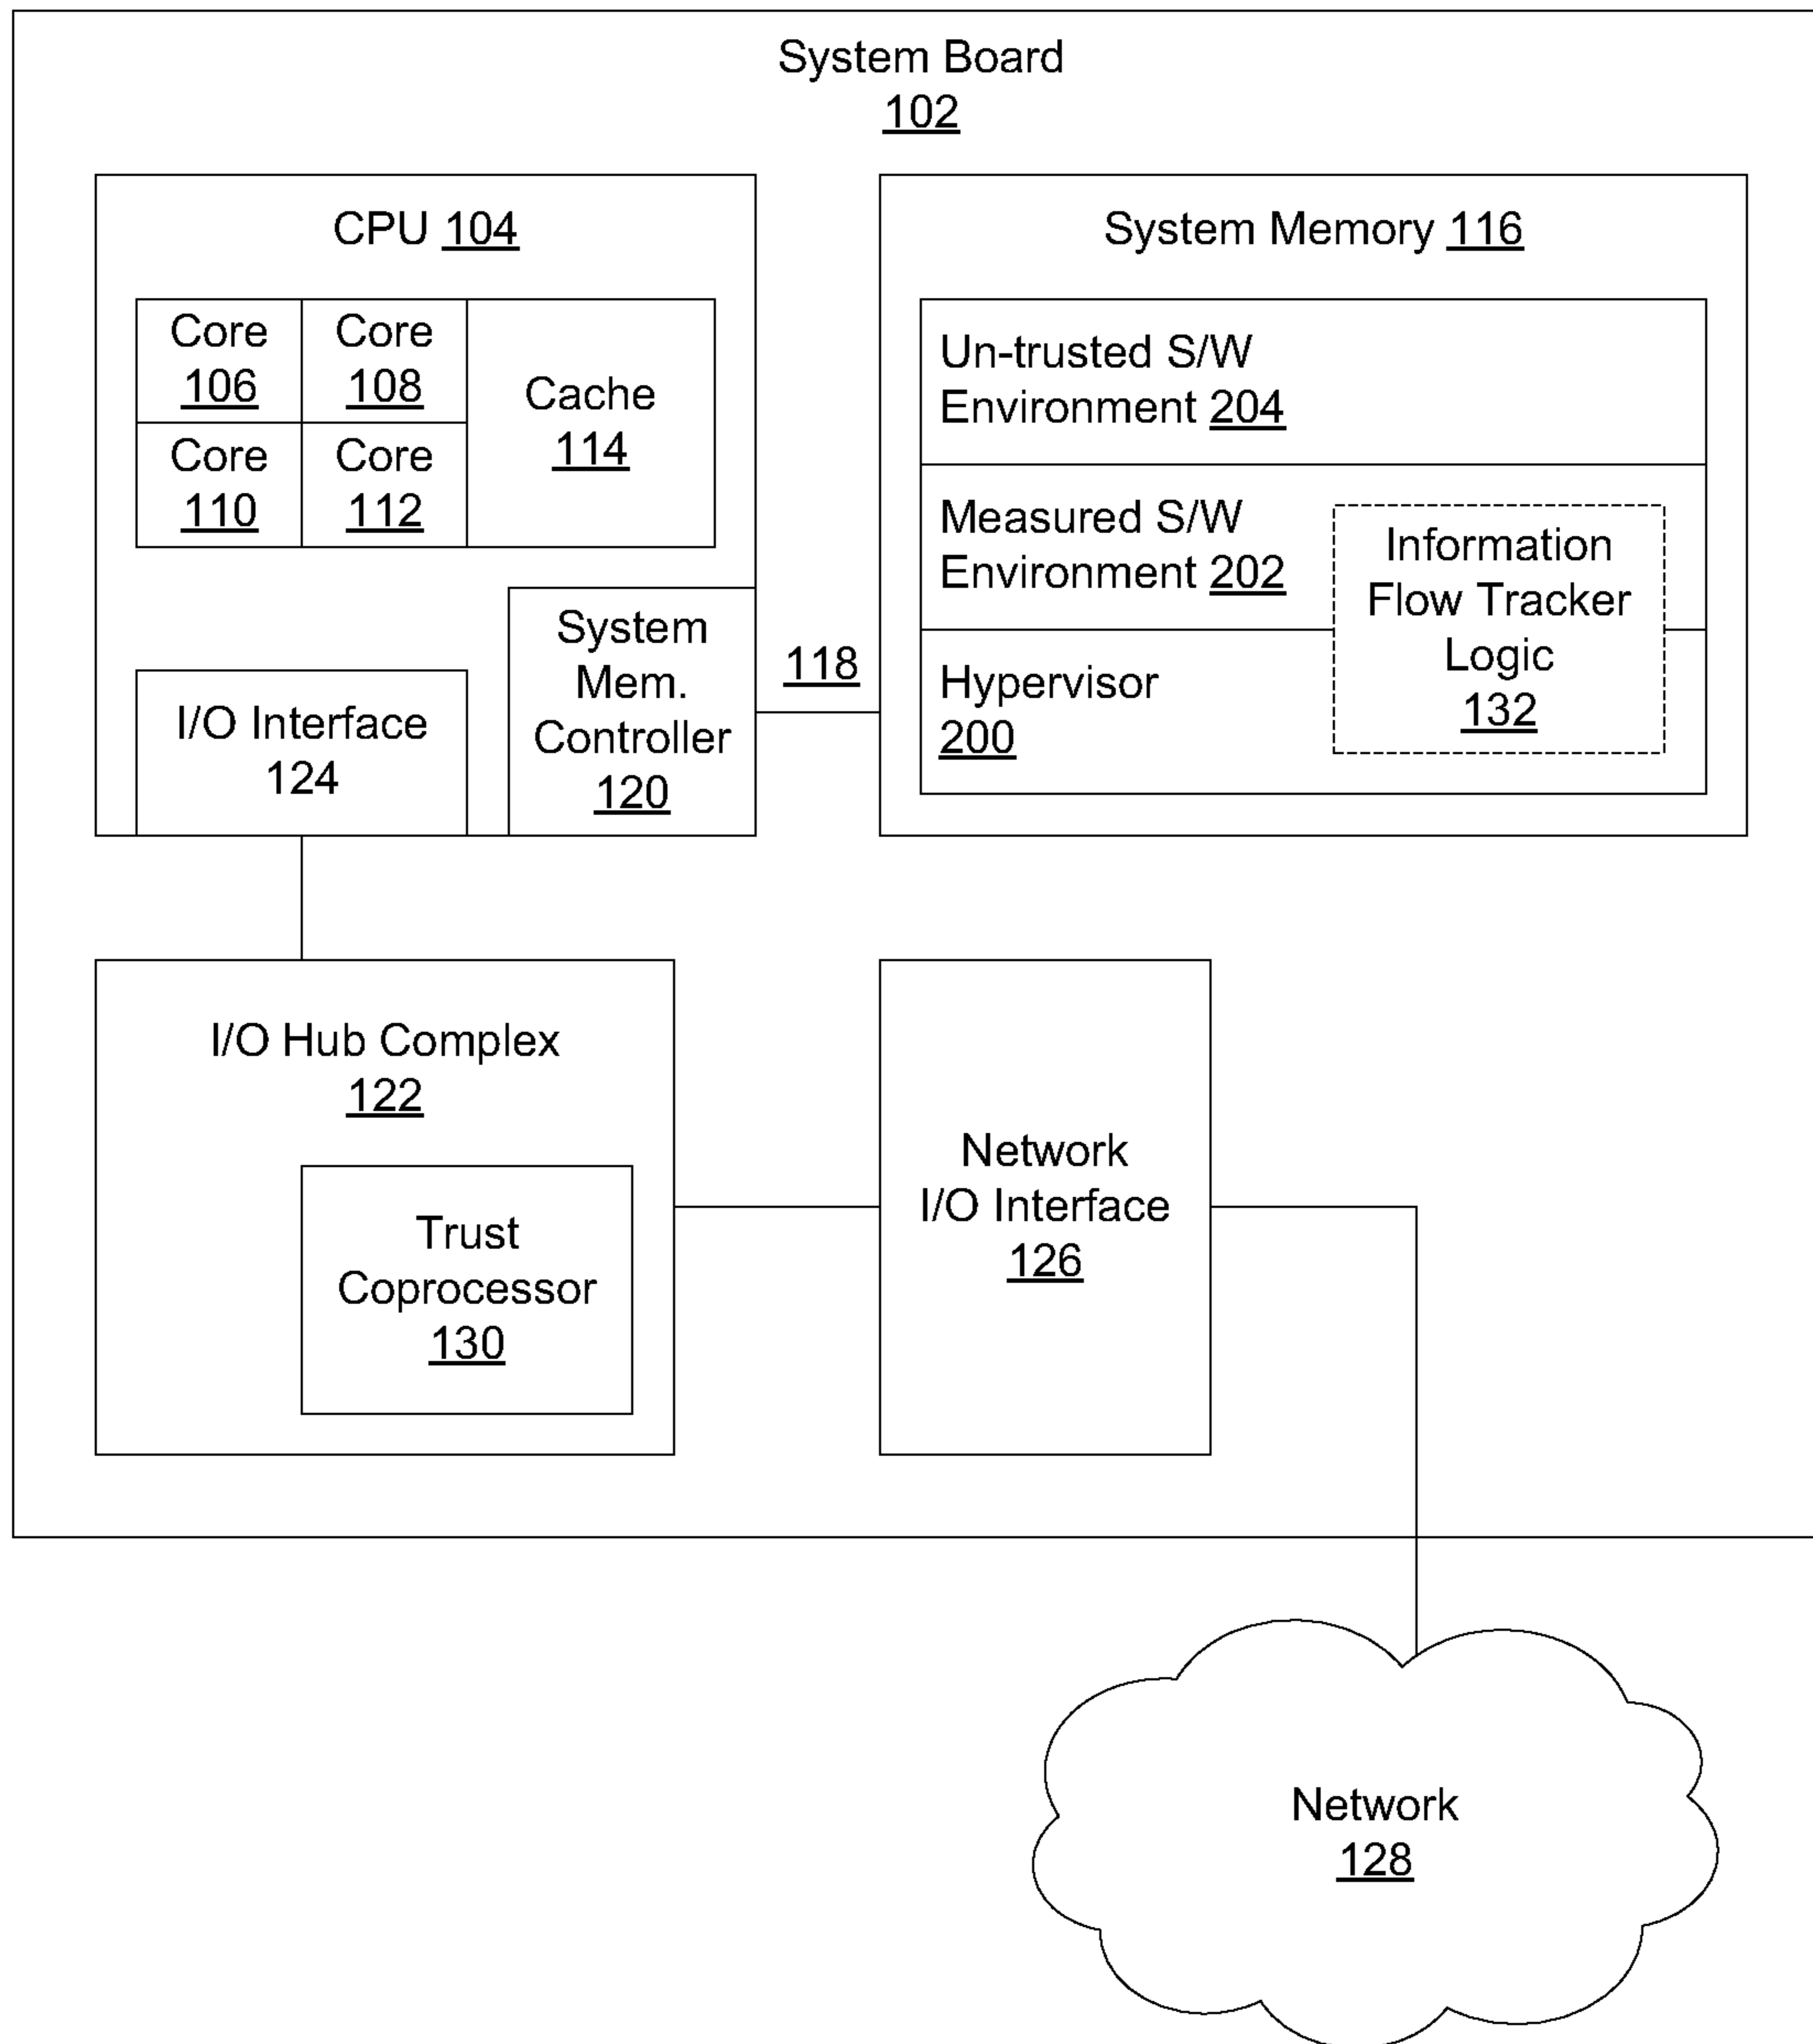 System Board
102
CPU 104
Core
106
Core
108
Core
110
Core
112
Cache
114
System
Mem.
Controller
120
I/O Interface
124
118
System Memory 116
Un-trusted S/W
Environment 204
Measured S/W
Environment 202
Hypervisor
200
Information
Flow Tracker
Logic
132
I/O Hub Complex
122
Trust
Coprocessor
130
Network
I/O Interface
126
Network
128